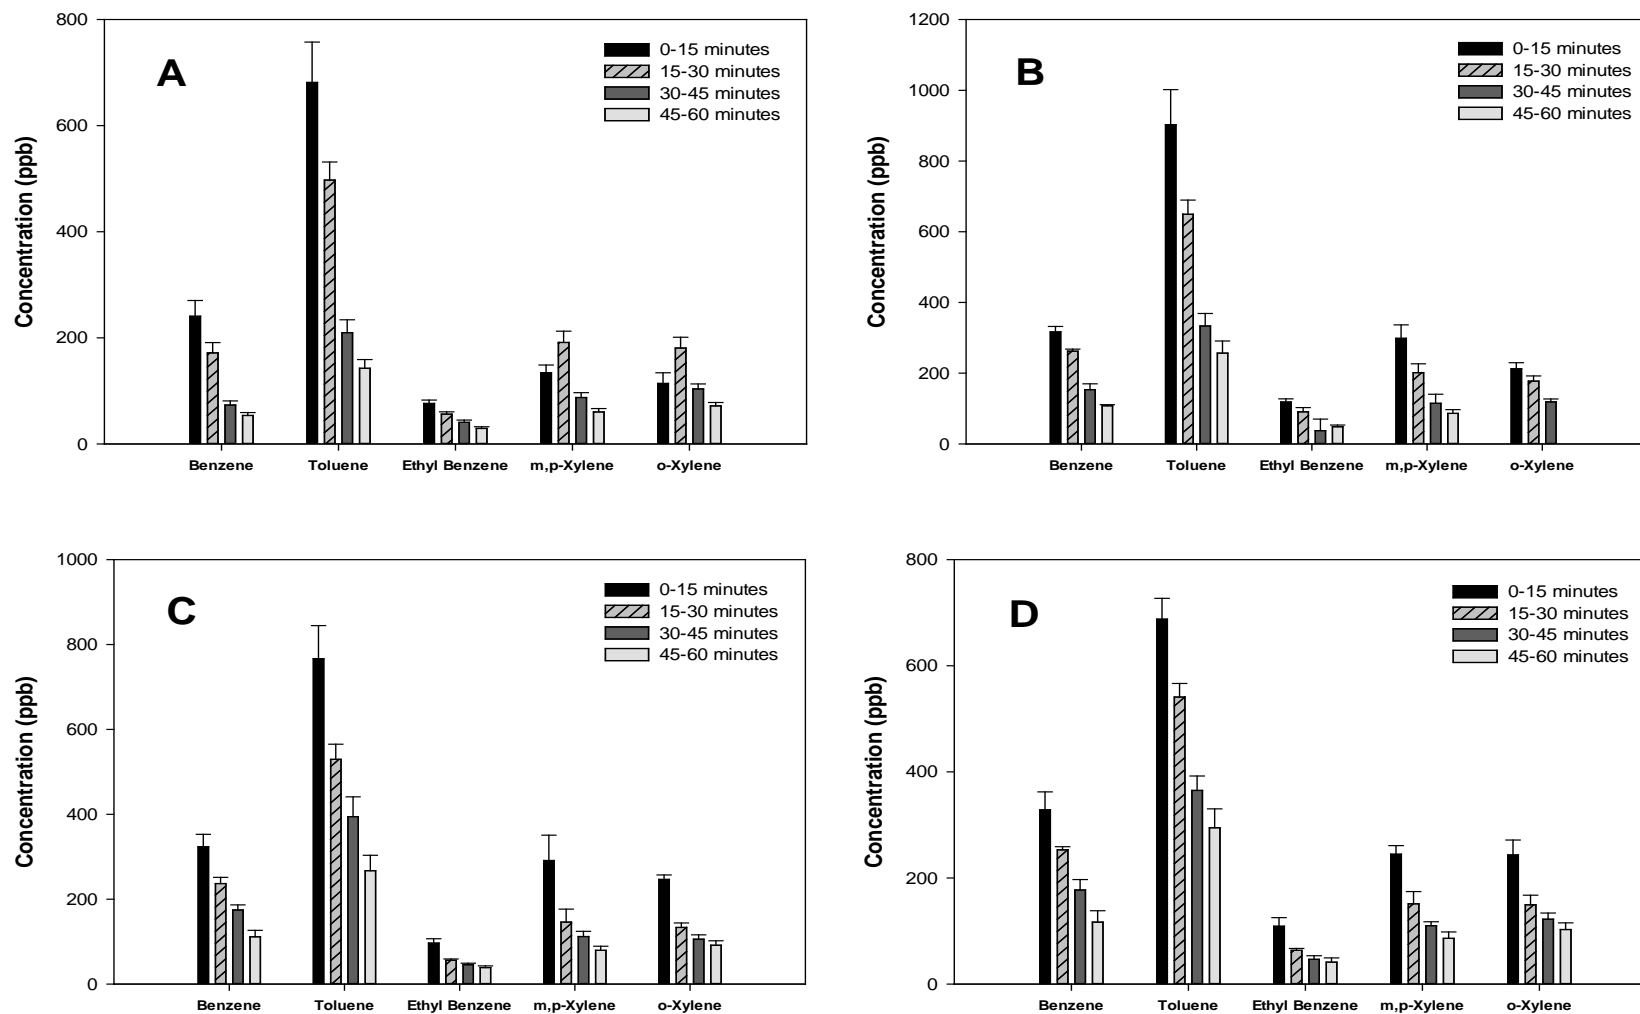 A
Concentration (ppb)
800
600
400
200
0
0-15 minutes
15-30 minutes
30-45 minutes
45-60 minutes
Benzene Toluene Ethyl Benzene m,p-Xylene o-Xylene
B
Concentration (ppb)
1200
1000
800
600
400
200
0
0-15 minutes
15-30 minutes
30-45 minutes
45-60 minutes
Benzene Toluene Ethyl Benzene m,p-Xylene o-Xylene
C
Concentration (ppb)
1000
800
600
400
200
0
0-15 minutes
15-30 minutes
30-45 minutes
45-60 minutes
Benzene Toluene Ethyl Benzene m,p-Xylene o-Xylene
D
Concentration (ppb)
800
600
400
200
0
0-15 minutes
15-30 minutes
30-45 minutes
45-60 minutes
Benzene Toluene Ethyl Benzene m,p-Xylene o-Xylene